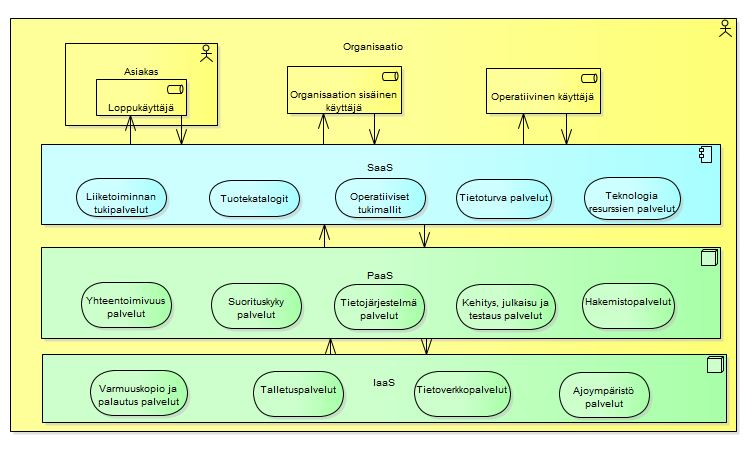 Organisaatio
Asiakas
Loppukäyttäjä
Organisaation sisäinen
käyttäjä
Operatiivinen käyttäjä
SaaS
Liiketoiminnan
tukipalvelut
Tuotekatalogit
Operatiiviset
tukimallit
Tietoturva palvelut
Teknologia
resurssien palvelut
PaaS
Yhteentoimivuus
palvelut
Suorituskyky
palvelut
Tietojärjestelmä
palvelut
Kehitys, julkaisu ja
testaus palvelut
Hakemistopalvelut
IaaS
Varmuuskopio ja
palautus palvelut
Talletuspalvelut
Tietoverkkopalvelut
Ajoympäristö
palvelut